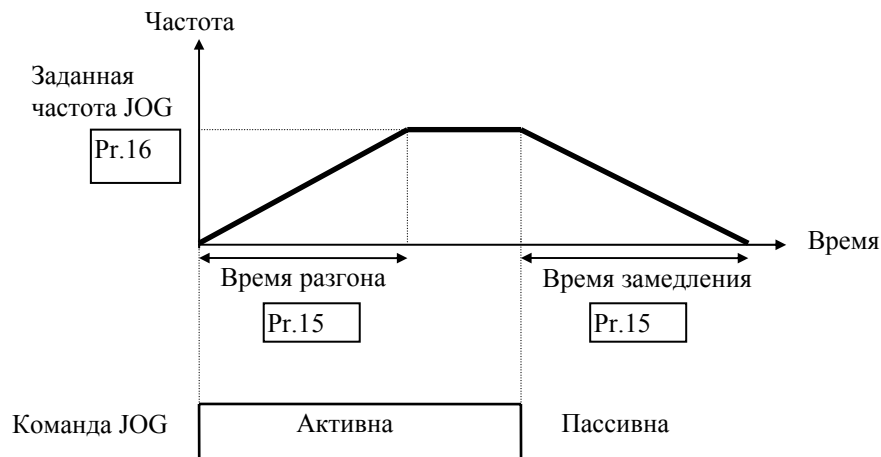 Частота
Заданная
частота JOG
Pr.16
Время
Время разгона
Время замедления
Pr.15
Pr.15
Команда JOG
Активна
Пассивна